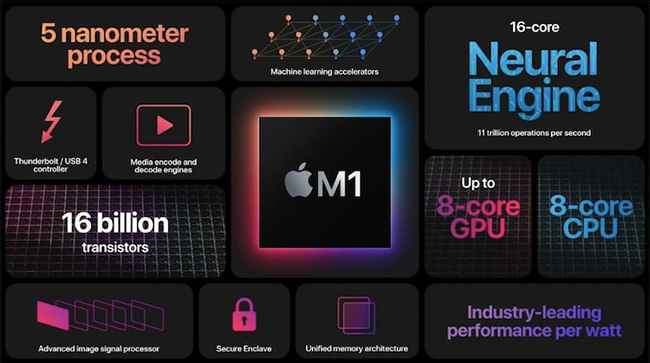 5 nanometer
process
Machine learning accelerators
16-core
Neural
Engine
11 trillion operations per second
Thunderbolt / USB 4
controller
Media encode and
decode engines
M1
16 billion
transistors
Up to
8-core
GPU
8-core
CPU
Advanced image signal processor
Secure Enclave
Unified memory architecture
Industry-leading
performance per watt